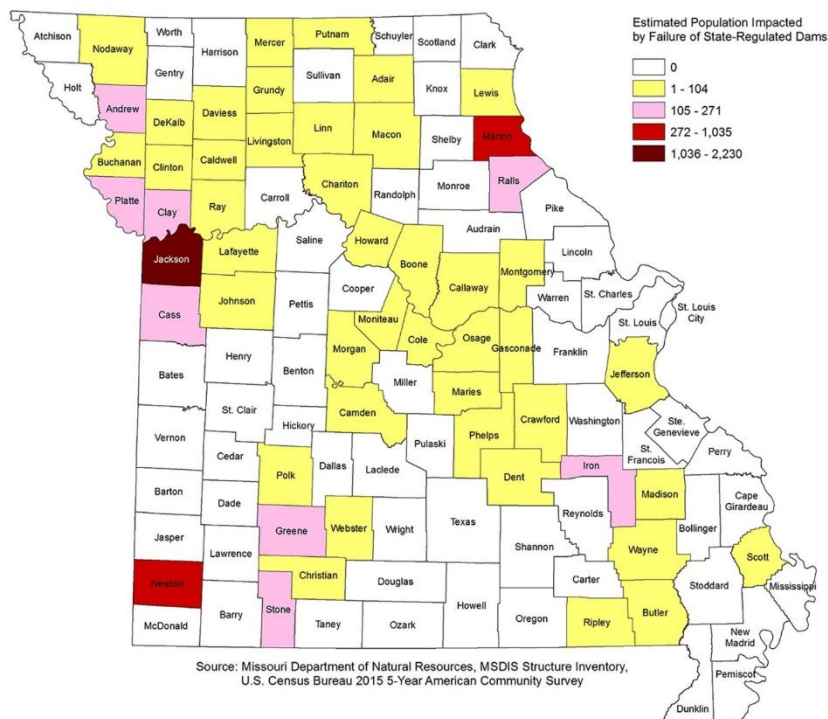 Estimated Population Impacted
by Failure of State-Regulated Dams
0
1 - 104
105 - 271
272 - 1,035
1,036 - 2,230
Atchison
Nodaway
Worth
Harrison
Mercer
Putnam
Schuyler
Scotland
Clark
Holt
Gentry
Sullivan
Adair
Knox
Lewis
Andrew
DeKalb
Daviess
Grundy
Linn
Macon
Shelby
Marion
Buchanan
Clinton
Caldwell
Livingston
Chariton
Randolph
Monroe
Ralls
Platte
Clay
Ray
Carroll
Audrain
Pike
Jackson
Lafayette
Saline
Howard
Boone
Callaway
Montgomery
Lincoln
Warren
St. Charles
Cass
Johnson
Pettis
Cooper
Moniteau
Cole
Osage
Gasconade
Franklin
St. Louis
St. Louis
City
Bates
Henry
Benton
Morgan
Miller
Maries
Jefferson
Vernon
St. Clair
Hickory
Camden
Pulaski
Phelps
Crawford
Washington
Ste.
Genevieve
St.
Francois
Perry
Barton
Cedar
Polk
Dallas
Laclede
Dent
Iron
Madison
Cape
Girardeau
Jasper
Dade
Greene
Webster
Wright
Texas
Reynolds
Bollinger
Newton
Lawrence
Christian
Douglas
Shannon
Wayne
Scott
McDonald
Barry
Stone
Taney
Ozark
Howell
Oregon
Carter
Ripley
Butler
Stoddard
Mississippi
New
Madrid
Pemiscot
Dunklin
Source: Missouri Department of Natural Resources, MSDIS Structure Inventory,
U.S. Census Bureau 2015 5-Year American Community Survey